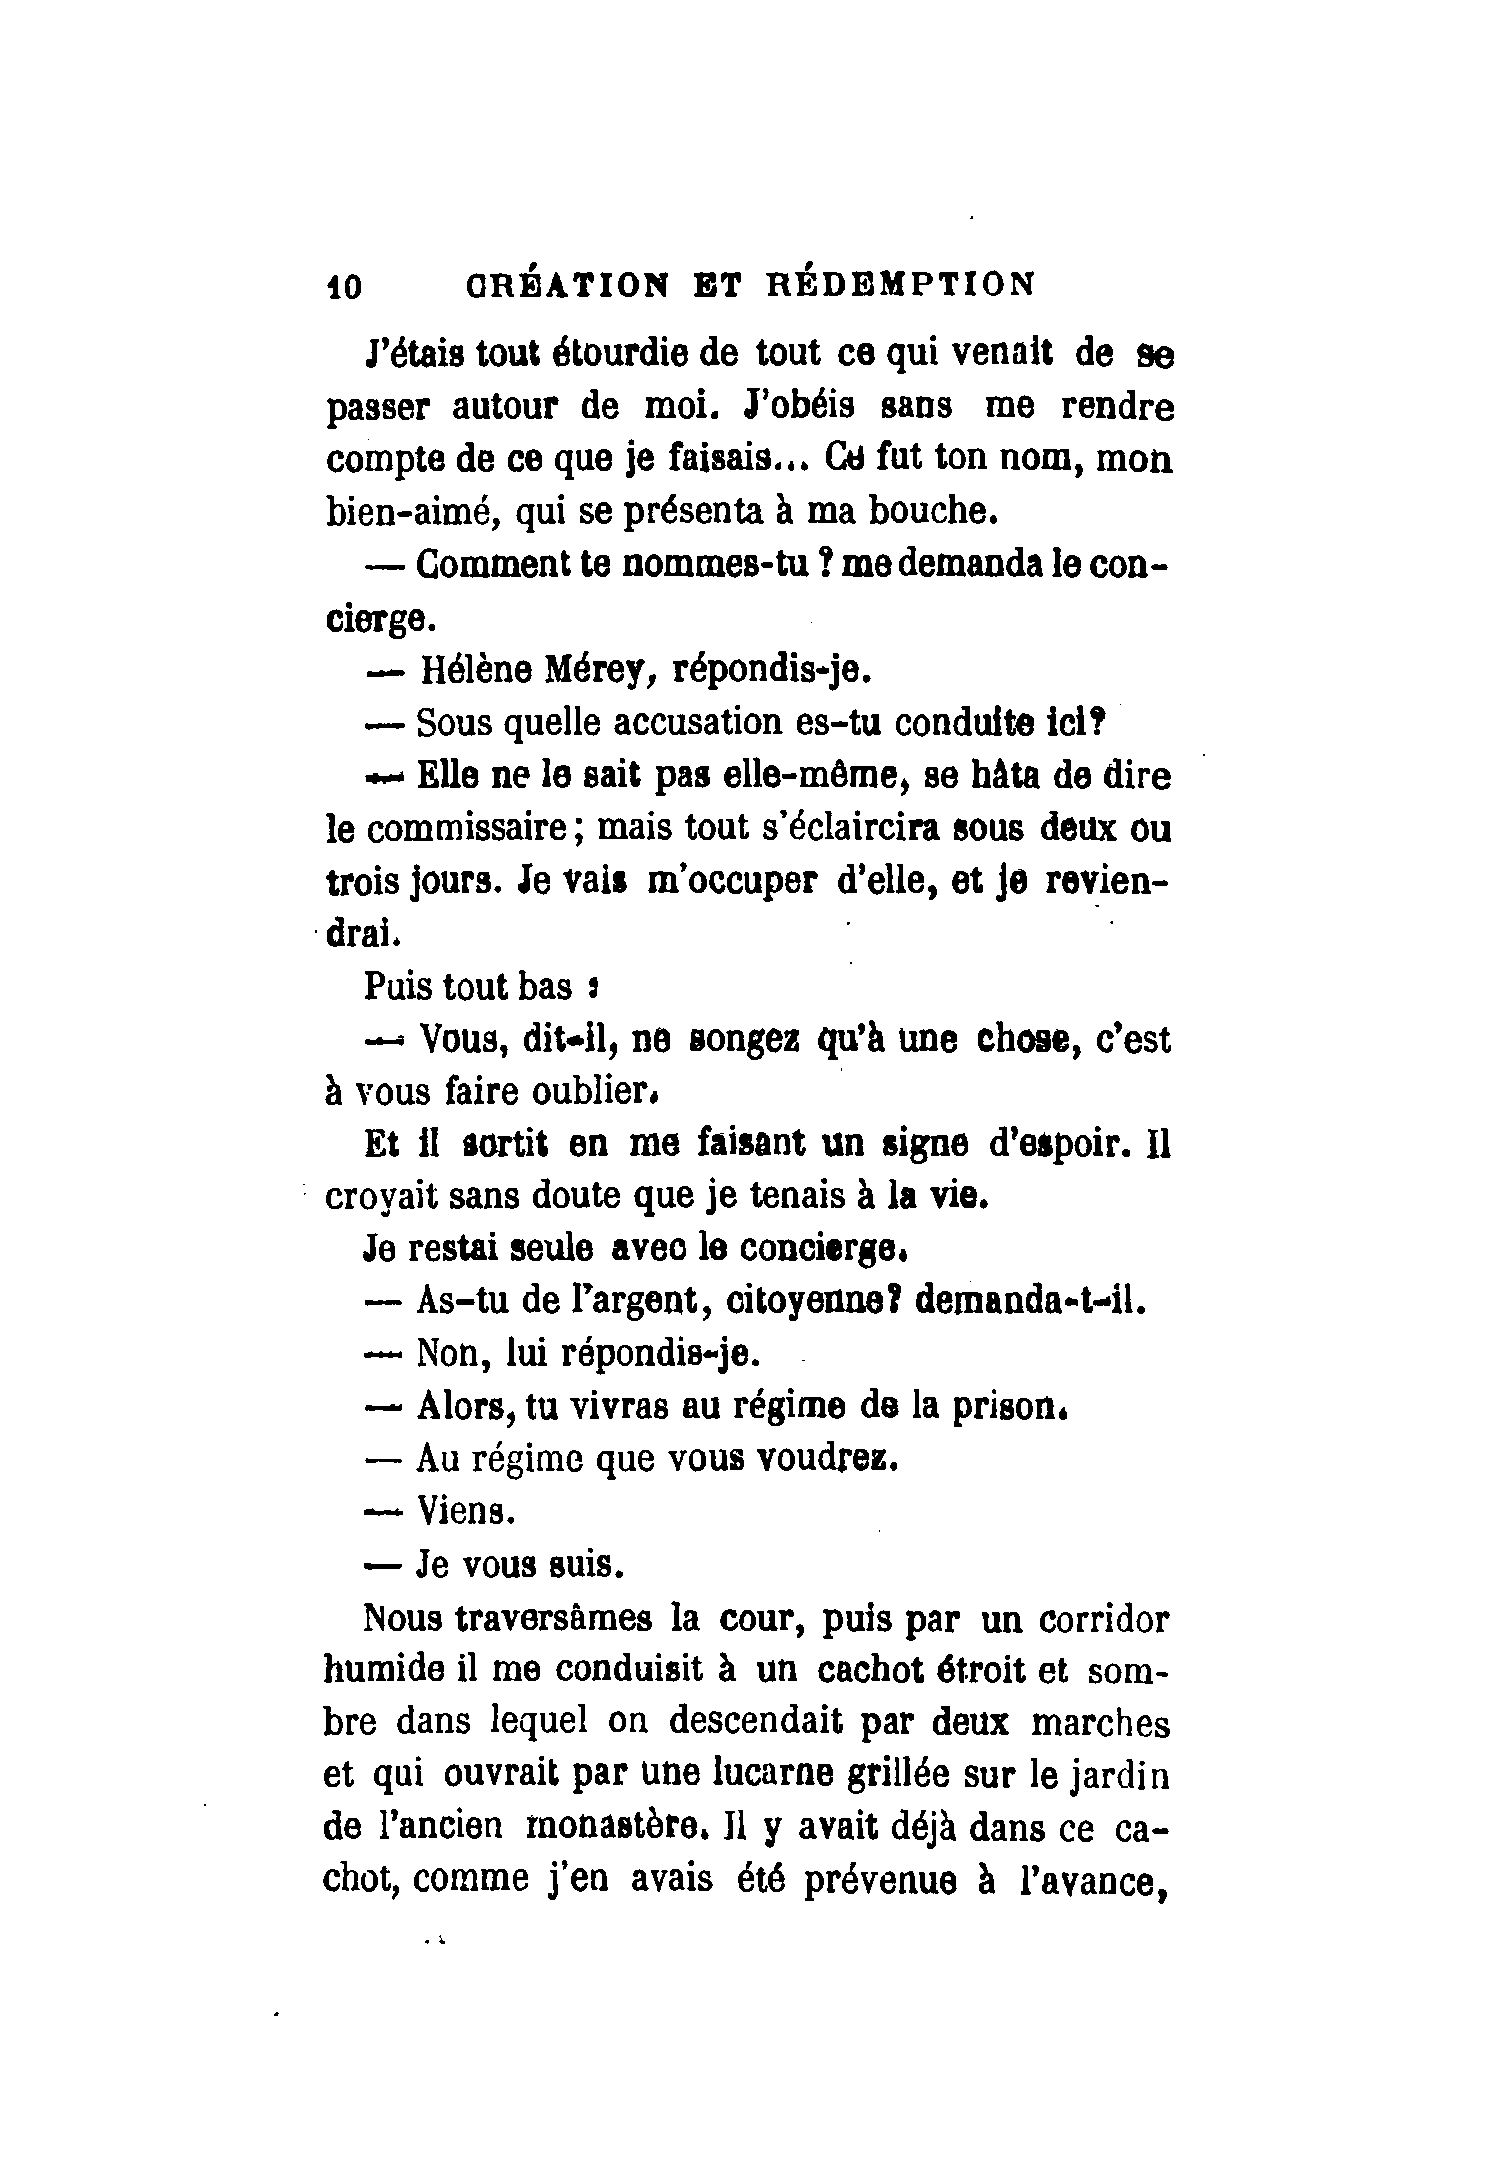 10 CRÉATION ET RÉDEMPTION
J'étais tout étourdie de tout ce qui venait de se
passer autour de moi. J'obéis sans me rendre
compte de ce que je faisais... Ce fut ton nom, mon
bien-aimé, qui se présenta à ma bouche.
— Comment te nommes-tu ? me demanda le con-
cierge.
— Hélène Mérey, répondis-je.
— Sous quelle accusation es-tu conduite ici?
— Elle ne le sait pas elle-même, se hâta de dire
le commissaire; mais tout s'éclaircira sous deux ou
trois jours. Je vais m'occuper d'elle, et je revien-
drai.
Puis tout bas :
— Vous, dit-il, ne songez qu'à une chose, c'est
à vous faire oublier.
Et il sortit en me faisant un signe d'espoir. Il
croyait sans doute que je tenais à la vie.
Je restai seule avec le concierge.
— As-tu de l'argent, citoyenne? demanda-t-il.
— Non, lui répondis-je.
— Alors, tu vivras au régime de la prison.
— Au régime que vous voudrez.
— Viens.
— Je vous suis.
Nous traversâmes la cour, puis par un corridor
humide il me conduisit à un cachot étroit et som-
bre dans lequel on descendait par deux marches
et qui ouvrait par une lucarne grillée sur le jardin
de l'ancien monastère. Il y avait déjà dans ce ca-
chot, comme j'en avais été prévenue à l'avance,